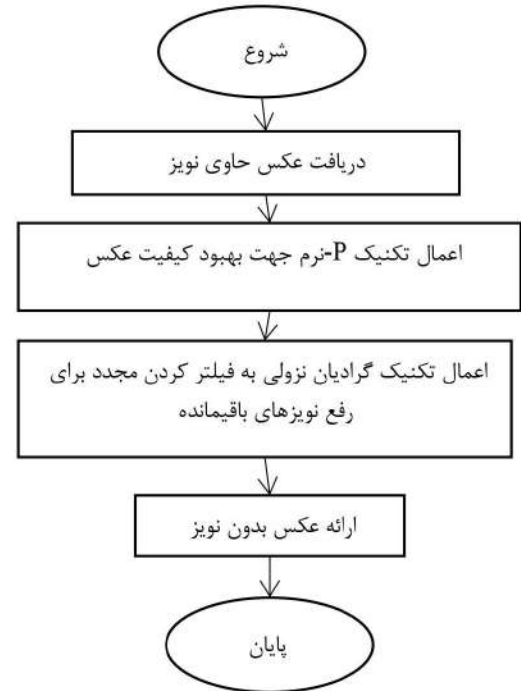 شروع
دریافت عکس حاوی نویز
اعمال تکنیک P-نرم جهت بهبود کیفیت عکس
اعمال تکنیک گرادیان نزولی به فیلتر کردن مجدد برای
رفع نویزهای باقیمانده
ارائه عکس بدون نویز
پایان